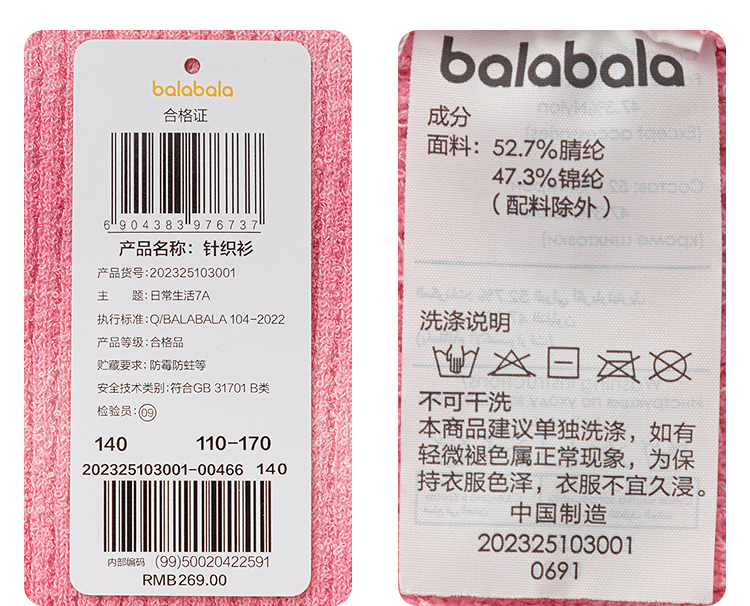 balabala
合格证
6 904383 976737
产品名称：针织衫
产品货号：202325103001
主 题：日常生活7A
执行标准：Q/BALABALA 104-2022
产品等级：合格品
贮藏要求：防霉防蛀等
安全技术类别：符合GB 31701 B类
检验员：09
140 110-170
202325103001-00466 140
内部编码 (99)50020422591
RMB269.00
balabala
成分
面料：52.7%腈纶
47.3%锦纶
（配料除外）
洗涤说明
不可干洗
本商品建议单独洗涤，如有
轻微褪色属正常现象，为保
持衣服色泽，衣服不宜久浸。
中国制造
202325103001
0691